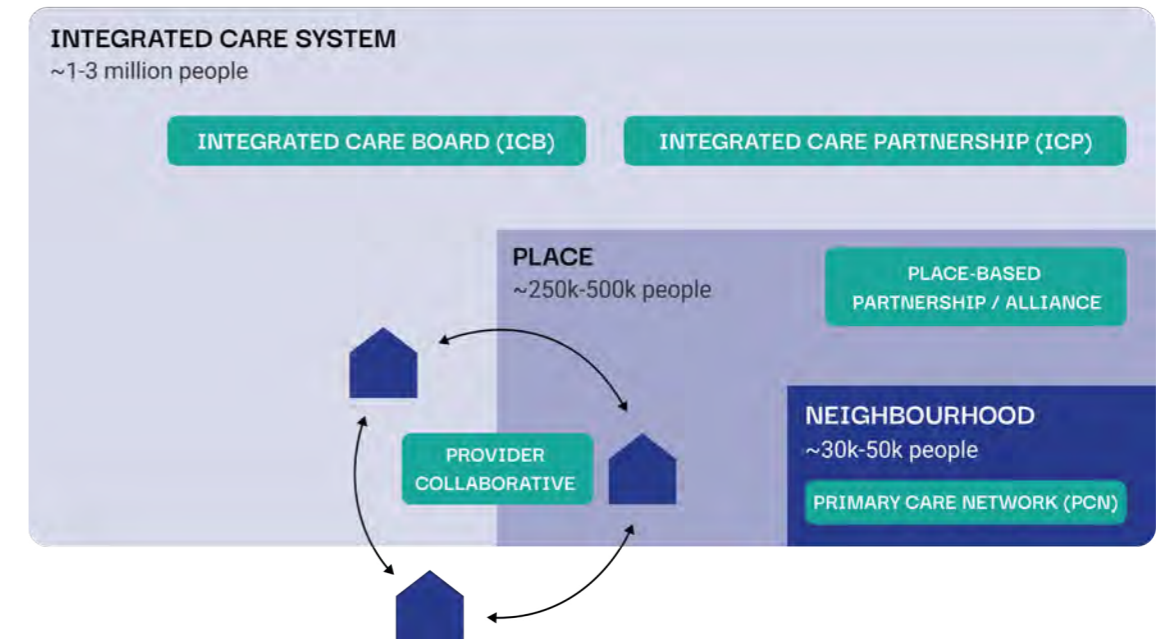 INTEGRATED CARE SYSTEM
~1-3 million people
INTEGRATED CARE BOARD (ICB)
INTEGRATED CARE PARTNERSHIP (ICP)
PLACE
~250k-500k people
PLACE-BASED
PARTNERSHIP / ALLIANCE
NEIGHBOURHOOD
~30k-50k people
PROVIDER
COLLABORATIVE
PRIMARY CARE NETWORK (PCN)